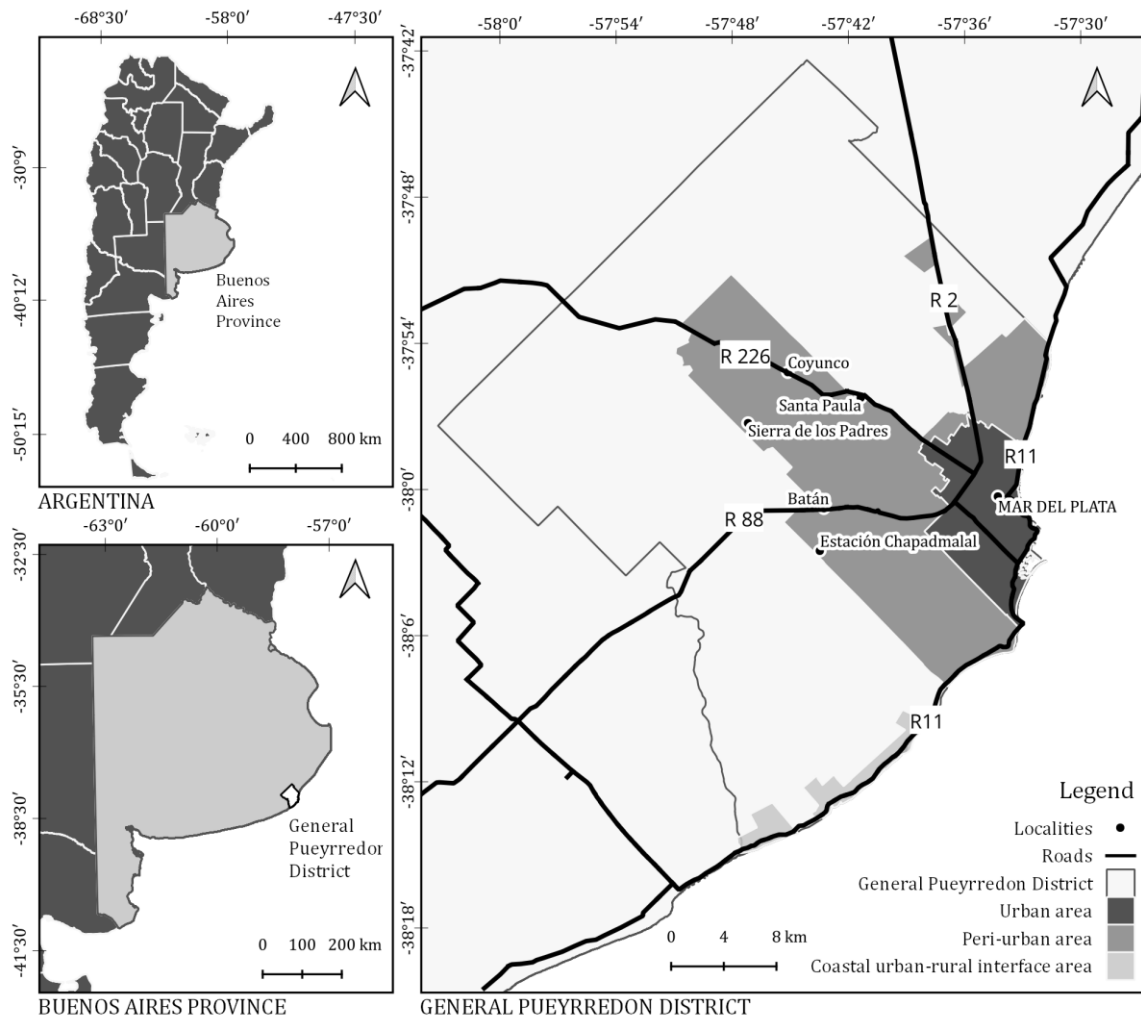 -68°30′
-58°0′
-47°30′
-30°9′
-40°12′
-50°15′
Buenos
Aires
Province
0 400 800 km
ARGENTINA
-63°0′
-60°0′
-57°0′
-32°30′
-35°30′
-38°30′
-41°30′
General
Pueyrredor
District
0 100 200 km
BUENOS AIRES PROVINCE
-58°0′
-57°54′
-57°48′
-57°42′
-57°36′
-57°30′
-37°42′
-37°48′
-37°54′
-38°0′
-38°6′
-38°12′
-38°18′
R 2
R 226
Coyunco
Santa Paula
Sierra de los Padres
R11
Batán
MAR DEL PLATA
R 88
Estación Chapadmalal
R11
Legend
Localities
Roads
General Pueyrredon District
Urban area
Peri-urban area
Coastal urban-rural interface area
0 4 8 km
GENERAL PUEYRREDON DISTRICT